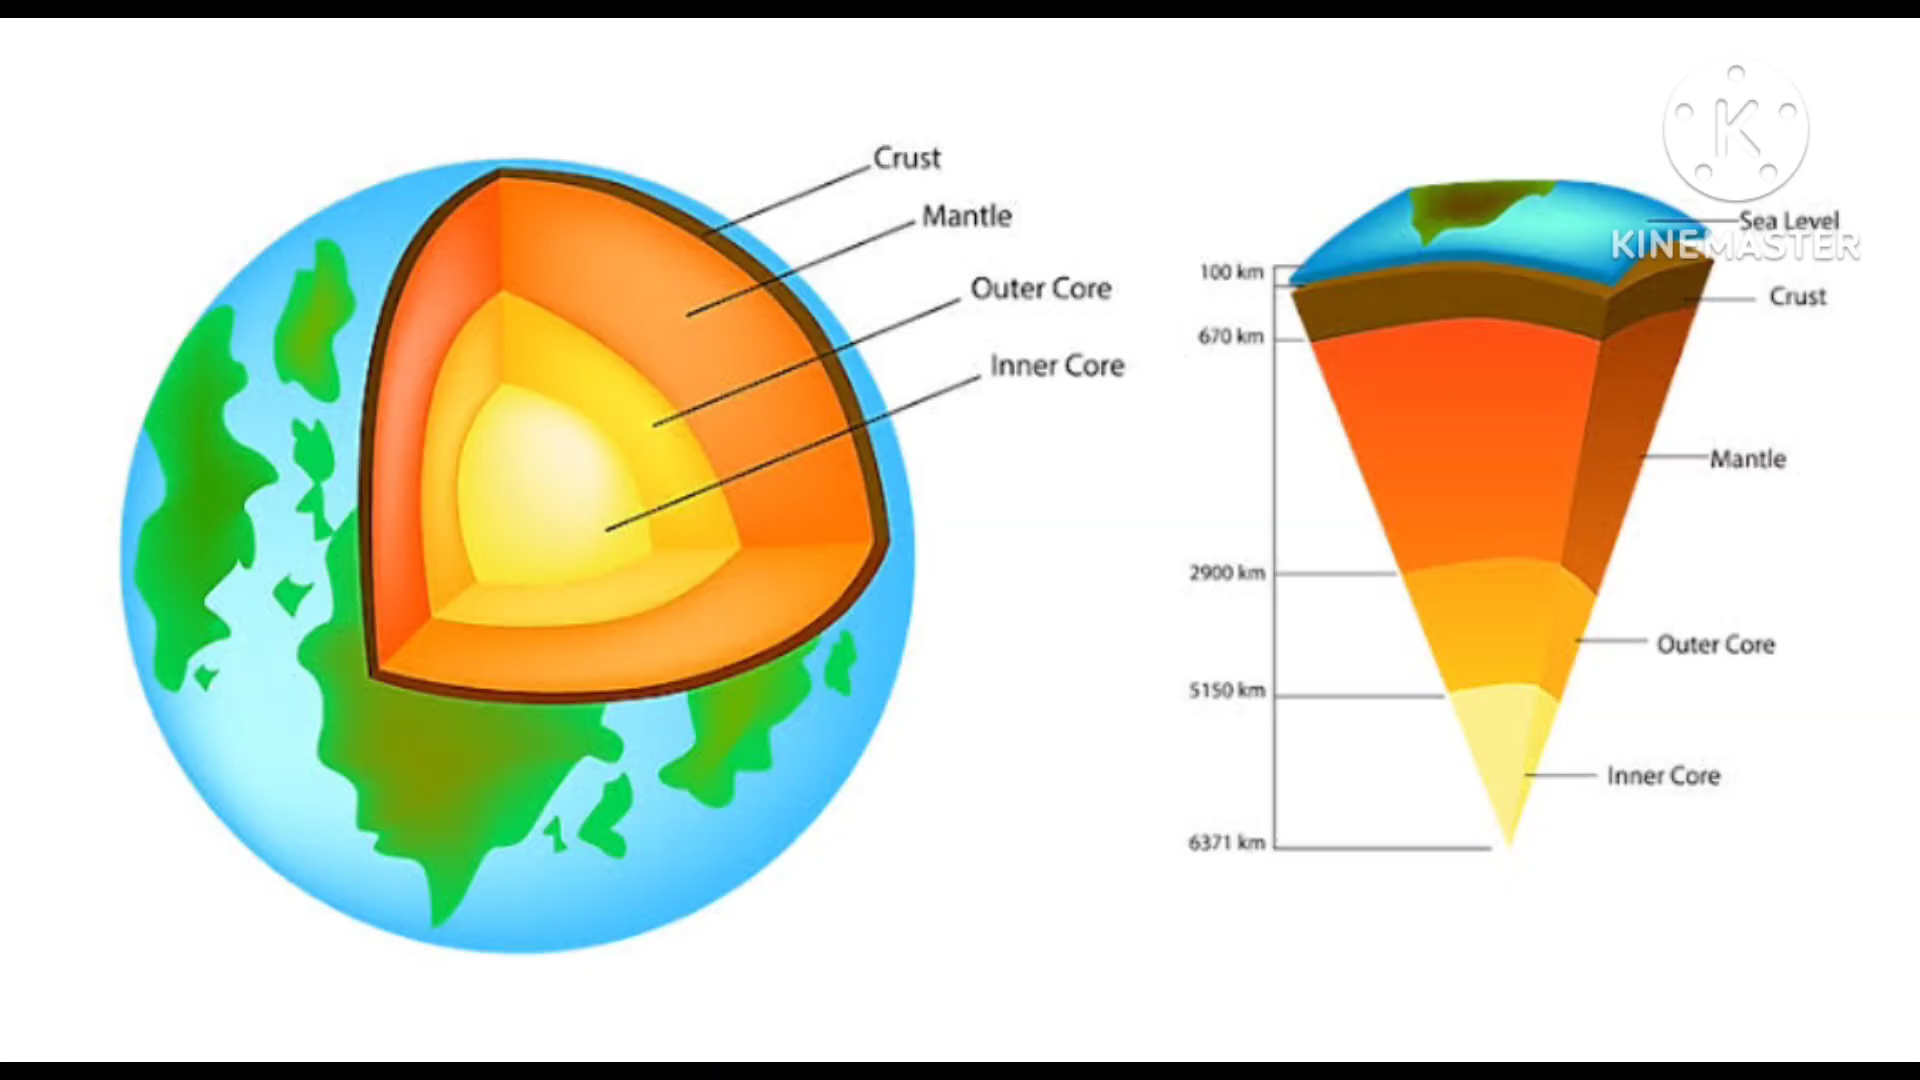 Crust
Mantle
Outer Core
Inner Core
K
Sea Level
KINEMASTER
100 km
Crust
670 km
Mantle
2900 km
Outer Core
5150 km
Inner Core
6371 km